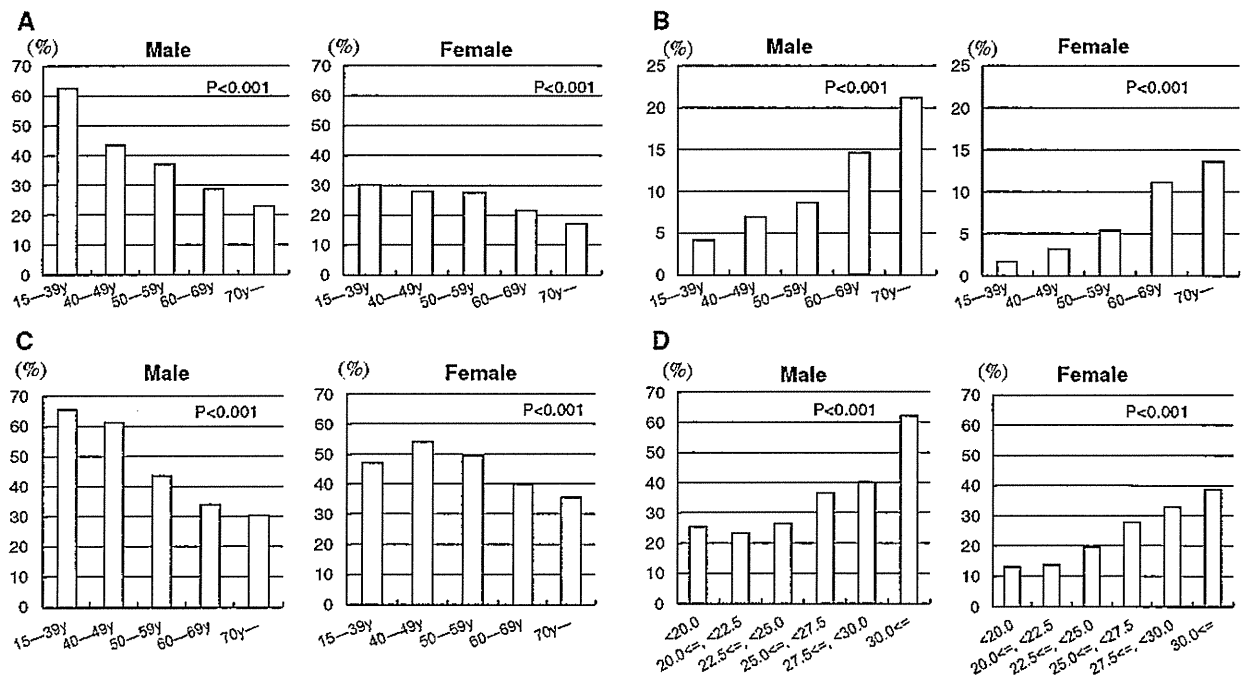 A
(%)
Male
P<0.001
70
60
50
40
30
20
10
0
15—39y
40—49y
50—59y
60—69y
70y—
(%)
Female
P<0.001
70
60
50
40
30
20
10
0
15—39y
40—49y
50—59y
60—69y
70y—
B
(%)
Male
P<0.001
25
20
15
10
5
0
15—39y
40—49y
50—59y
60—69y
70y—
(%)
Female
P<0.001
25
20
15
10
5
0
15—39y
40—49y
50—59y
60—69y
70y—
C
(%)
Male
P<0.001
70
60
50
40
30
20
10
0
15—39y
40—49y
50—59y
60—69y
70y—
(%)
Female
P<0.001
70
60
50
40
30
20
10
0
15—39y
40—49y
50—59y
60—69y
70y—
D
(%)
Male
P<0.001
70
60
50
40
30
20
10
0
<20.0
20.0<=, <22.5
22.5<=, <25.0
25.0<=, <27.5
27.5<=, <30.0
30.0<=
(%)
Female
P<0.001
70
60
50
40
30
20
10
0
<20.0
20.0<=, <22.5
22.5<=, <25.0
25.0<=, <27.5
27.5<=, <30.0
30.0<=